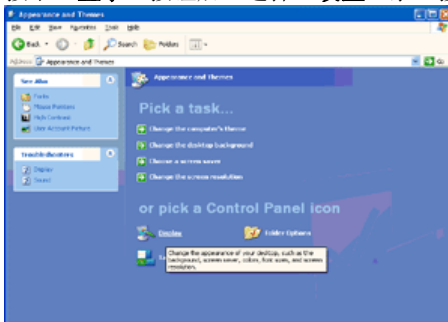 Appearance and Themes
File Edit View Favorites Tools Help
Back Search Folders
Address Appearance and Themes Go
See Also
Fonts
Mouse Pointers
High Contrast
User Account Picture
Troubleshooters
Display
Sound
Appearance and Themes
Pick a task...
Change the computer's theme
Change the desktop background
Choose a screen saver
Change the screen resolution
or pick a Control Panel icon
Display Folder Options
Change the appearance of your desktop, such as the
background, screen saver, colors, font sizes, and screen
resolution.